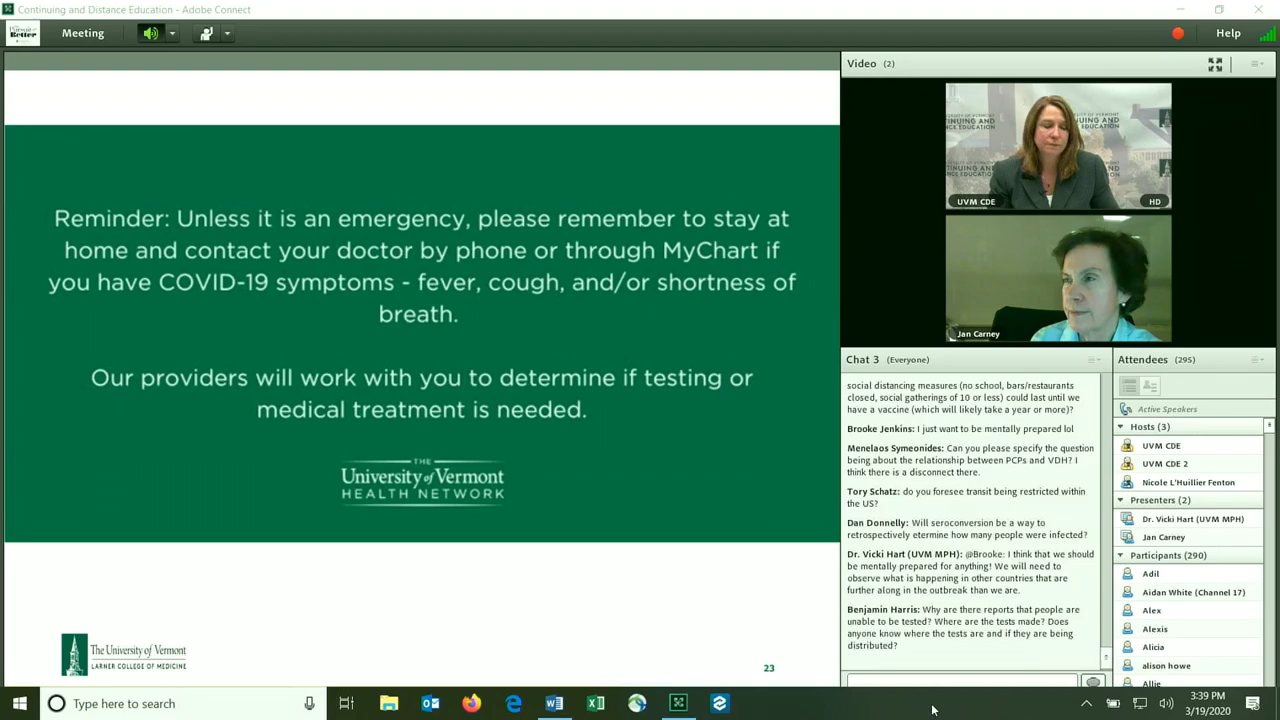 Continuing and Distance Education - Adobe Connect
Pursuit of
Better
Meeting
Help
Reminder: Unless it is an emergency, please remember to stay at
home and contact your doctor by phone or through MyChart if
you have COVID-19 symptoms - fever, cough, and/or shortness of
breath.
Our providers will work with you to determine if testing or
medical treatment is needed.
THE
University of Vermont
HEALTH NETWORK
The University of Vermont
LARNER COLLEGE OF MEDICINE
23
Video (2)
UVM CDE
HD
Jan Carney
Chat 3 (Everyone)
social distancing measures (no school, bars/restaurants
closed, social gatherings of 10 or less) could last until we
have a vaccine (which will likely take a year or more)?
Brooke Jenkins: I just want to be mentally prepared lol
Menelaos Symeonides: Can you please specify the question
being about the relationship between PCPs and VDH? I
think there is a disconnect there.
Tory Schatz: do you foresee transit being restricted within
the US?
Dan Donnelly: Will seroconversion be a way to
retrospectively etermine how many people were infected?
Dr. Vicki Hart (UVM MPH): @Brooke: I think that we should
be mentally prepared for anything! We will need to
observe what is happening in other countries that are
further along in the outbreak than we are.
Benjamin Harris: Why are there reports that people are
unable to be tested? Where are the tests made? Does
anyone know where the tests are and if they are being
distributed?
Attendees (295)
Active Speakers
Hosts (3)
UVM CDE
UVM CDE 2
Nicole L'Huillier Fenton
Presenters (2)
Dr. Vicki Hart (UVM MPH)
Jan Carney
Participants (290)
Adil
Aidan White (Channel 17)
Alex
Alexis
Alicia
alison howe
Allie
Type here to search
3:39 PM
3/19/2020